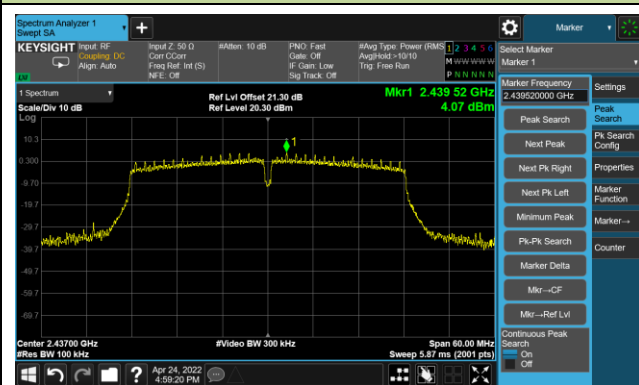 Spectrum Analyzer 1
Swept SA
Marker
KEYSIGHT
Input: RF
Coupling: DC
Align: Auto
Input Z: 50 Ω
Corr CCorr
Freq Ref: Int (S)
NFE: Off
#Atten: 10 dB
PNO: Fast
Gate: Off
IF Gain: Low
Sig Track: Off
#Avg Type: Power (RMS
Avg|Hold:>10/10
Trig: Free Run
1 2 3 4 5 6
M W W W W W
P N N N N N
LV
Select Marker
Marker 1
1 Spectrum
Scale/Div 10 dB
Log
Ref Lvl Offset 21.30 dB
Ref Level 20.30 dBm
Mkr1 2.439 52 GHz
4.07 dBm
1
10.3
0.300
-9.70
-19.7
-29.7
-39.7
-49.7
-59.7
-69.7
Center 2.43700 GHz
#Res BW 100 kHz
#Video BW 300 kHz
Span 60.00 MHz
Sweep 5.87 ms (2001 pts)
Marker Frequency
2.439520000 GHz
Peak Search
Next Peak
Next Pk Right
Next Pk Left
Minimum Peak
Pk-Pk Search
Marker Delta
Mkr→CF
Mkr→Ref Lvl
Continuous Peak
Search
On
Off
Settings
Peak
Search
Pk Search
Config
Properties
Marker
Function
Marker→
Counter
Apr 24, 2022
4:59:20 PM